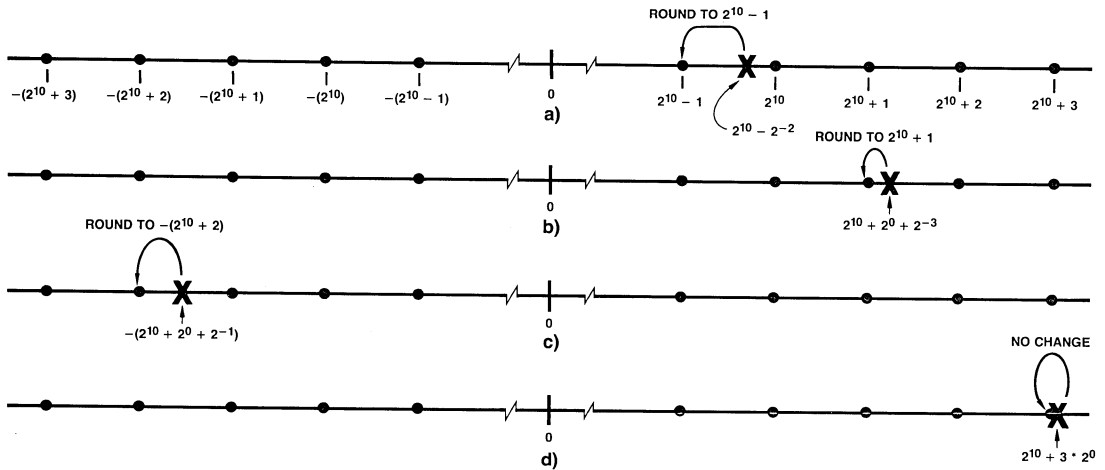 ROUND TO 2¹⁰ − 1
−(2¹⁰ + 3) −(2¹⁰ + 2) −(2¹⁰ + 1) −(2¹⁰) −(2¹⁰ − 1) 0 2¹⁰ − 1 2¹⁰ 2¹⁰ + 1 2¹⁰ + 2 2¹⁰ + 3
a)
2¹⁰ − 2⁻²
ROUND TO 2¹⁰ + 1
0
2¹⁰ + 2⁰ + 2⁻³
b)
ROUND TO −(2¹⁰ + 2)
0
−(2¹⁰ + 2⁰ + 2⁻¹)
c)
NO CHANGE
0
2¹⁰ + 3 • 2⁰
d)